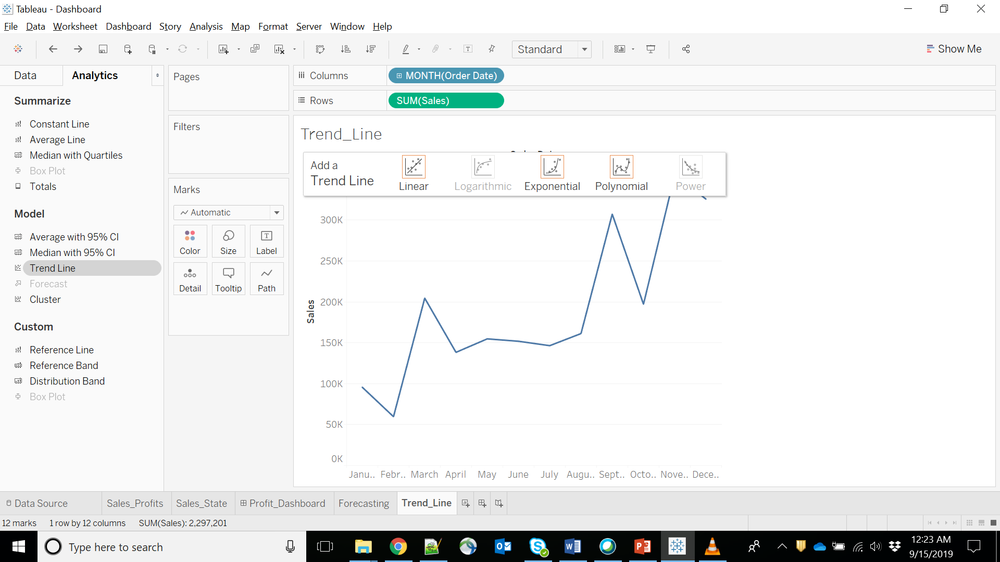 Tableau - Dashboard
File Data Worksheet Dashboard Story Analysis Map Format Server Window Help
Standard
Show Me
Data Analytics
Summarize
Constant Line
Average Line
Median with Quartiles
Box Plot
Totals
Model
Average with 95% CI
Median with 95% CI
Trend Line
Forecast
Cluster
Custom
Reference Line
Reference Band
Distribution Band
Box Plot
Pages
Filters
Marks
Automatic
Color Size Label
Detail Tooltip Path
Columns MONTH(Order Date)
Rows SUM(Sales)
Trend_Line
Add a
Trend Line
Linear Logarithmic Exponential Polynomial Power
300K
250K
200K
150K
100K
50K
0K
Sales
Janu.. Febr.. March April May June July Augu.. Sept.. Octo.. Nove.. Dece..
Data Source Sales_Profits Sales_State Profit_Dashboard Forecasting Trend_Line
12 marks 1 row by 12 columns SUM(Sales): 2,297,201
Type here to search
12:23 AM
9/15/2019